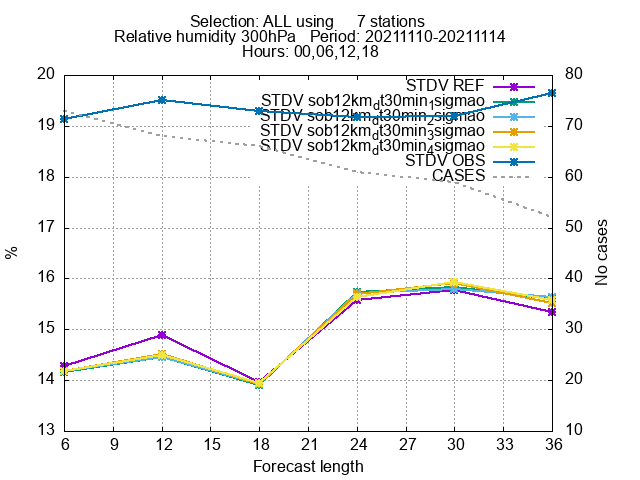 Selection: ALL using 7 stations
Relative humidity 300hPa Period: 20211110-20211114
Hours: 00,06,12,18
20 80
STDV REF
STDV sob12km_dt30min_1sigmao
STDV sob12km_dt30min_2sigmao
STDV sob12km_dt30min_3sigmao
STDV sob12km_dt30min_4sigmao
STDV OBS
CASES
19 70
18 60
17 50
%
No cases
16 40
15 30
14 20
13 10
6 9 12 15 18 21 24 27 30 33 36
Forecast length